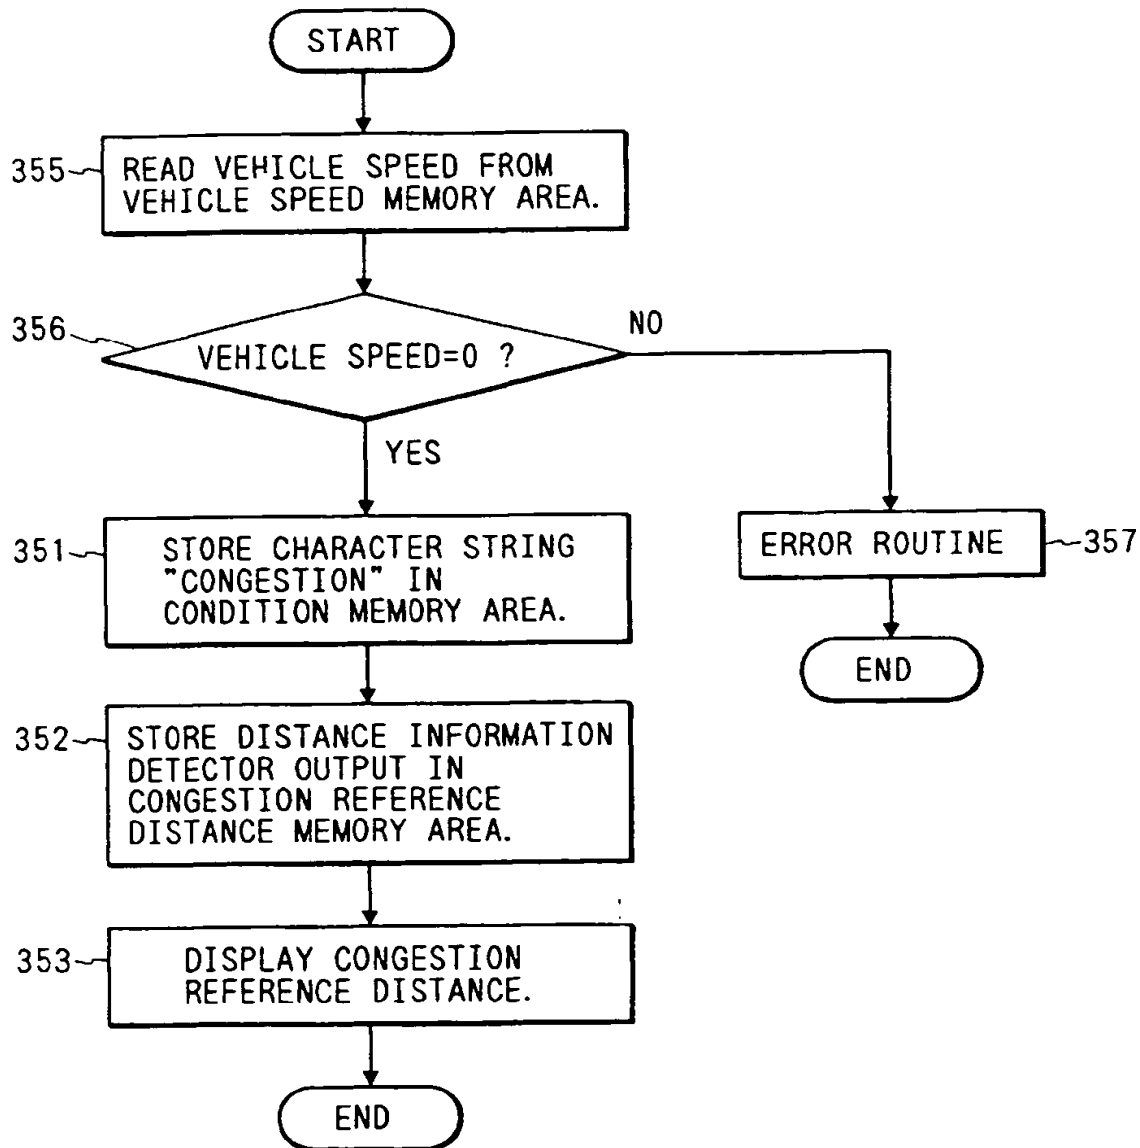 START
355
READ VEHICLE SPEED FROM
VEHICLE SPEED MEMORY AREA.
356
VEHICLE SPEED=0 ?
NO
YES
351
STORE CHARACTER STRING
"CONGESTION" IN
CONDITION MEMORY AREA.
ERROR ROUTINE
357
END
352
STORE DISTANCE INFORMATION
DETECTOR OUTPUT IN
CONGESTION REFERENCE
DISTANCE MEMORY AREA.
353
DISPLAY CONGESTION
REFERENCE DISTANCE.
END